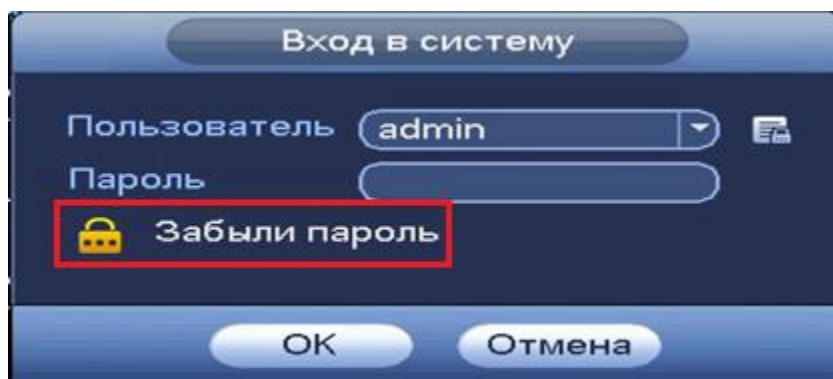 Вход в систему
Пользователь admin
Пароль
Забыли пароль
OK Отмена